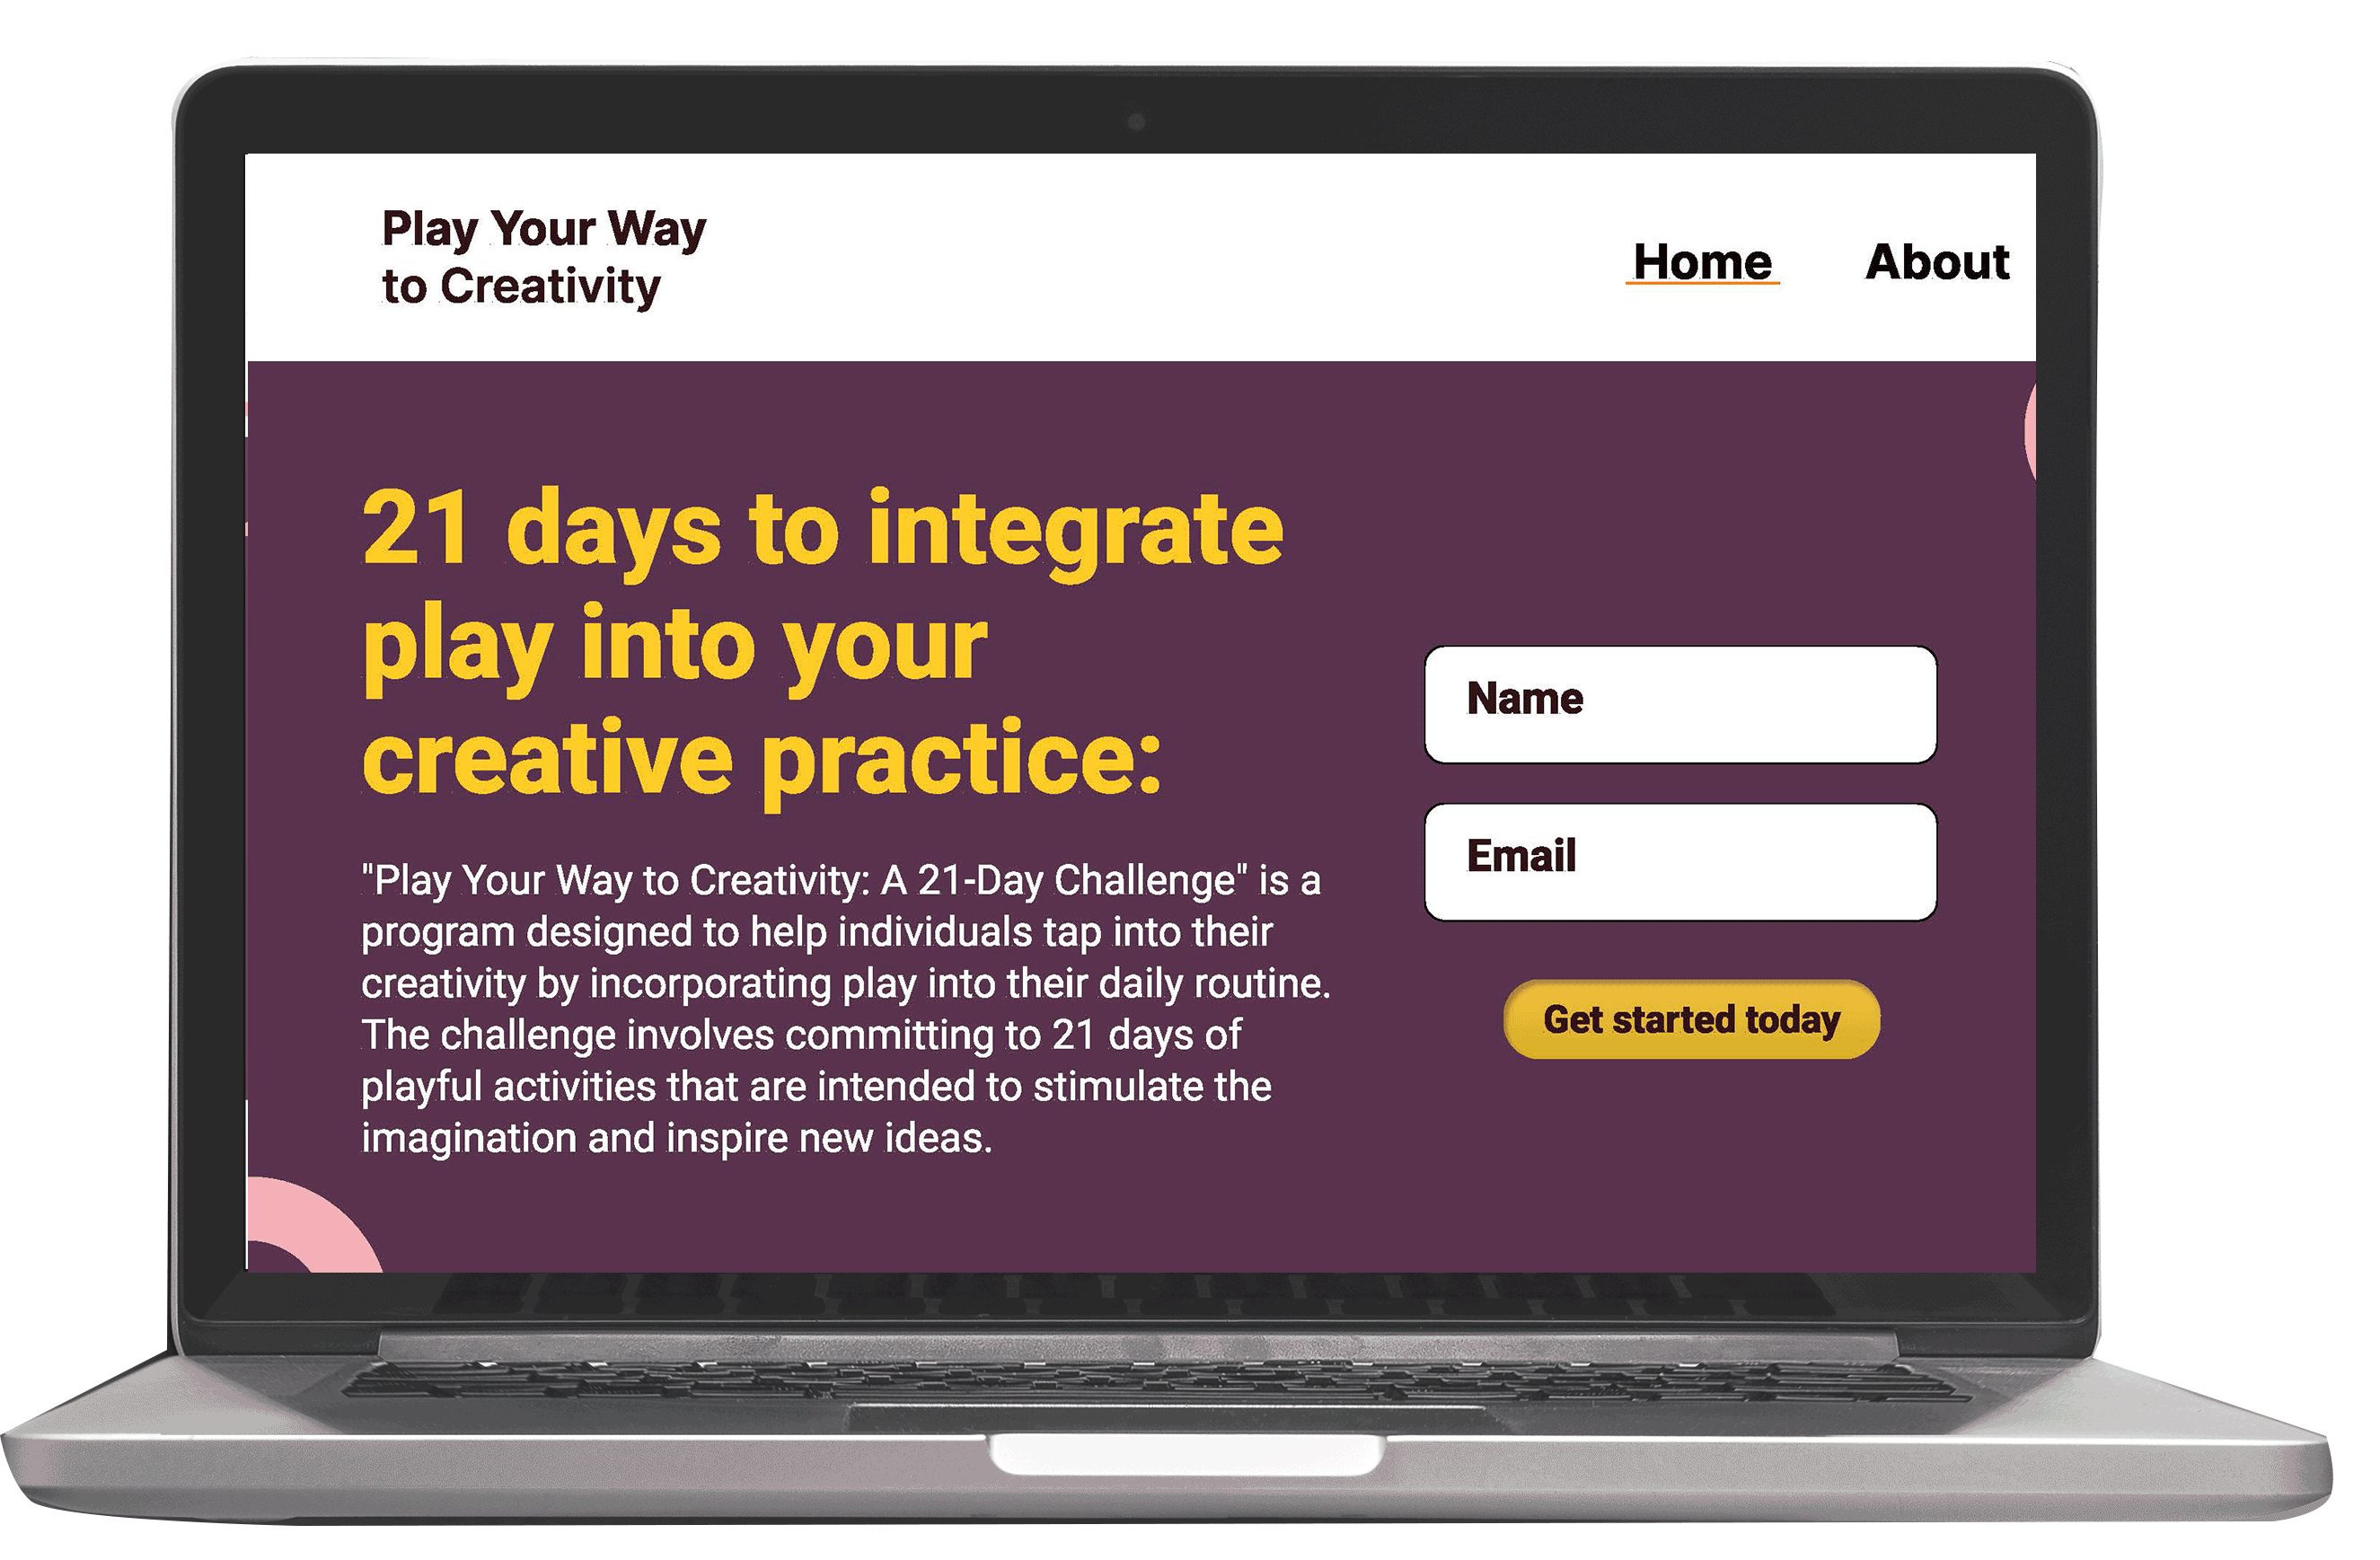 Play Your Way
to Creativity
Home About
21 days to integrate
play into your
creative practice:
"Play Your Way to Creativity: A 21-Day Challenge" is a
program designed to help individuals tap into their
creativity by incorporating play into their daily routine.
The challenge involves committing to 21 days of
playful activities that are intended to stimulate the
imagination and inspire new ideas.
Name
Email
Get started today